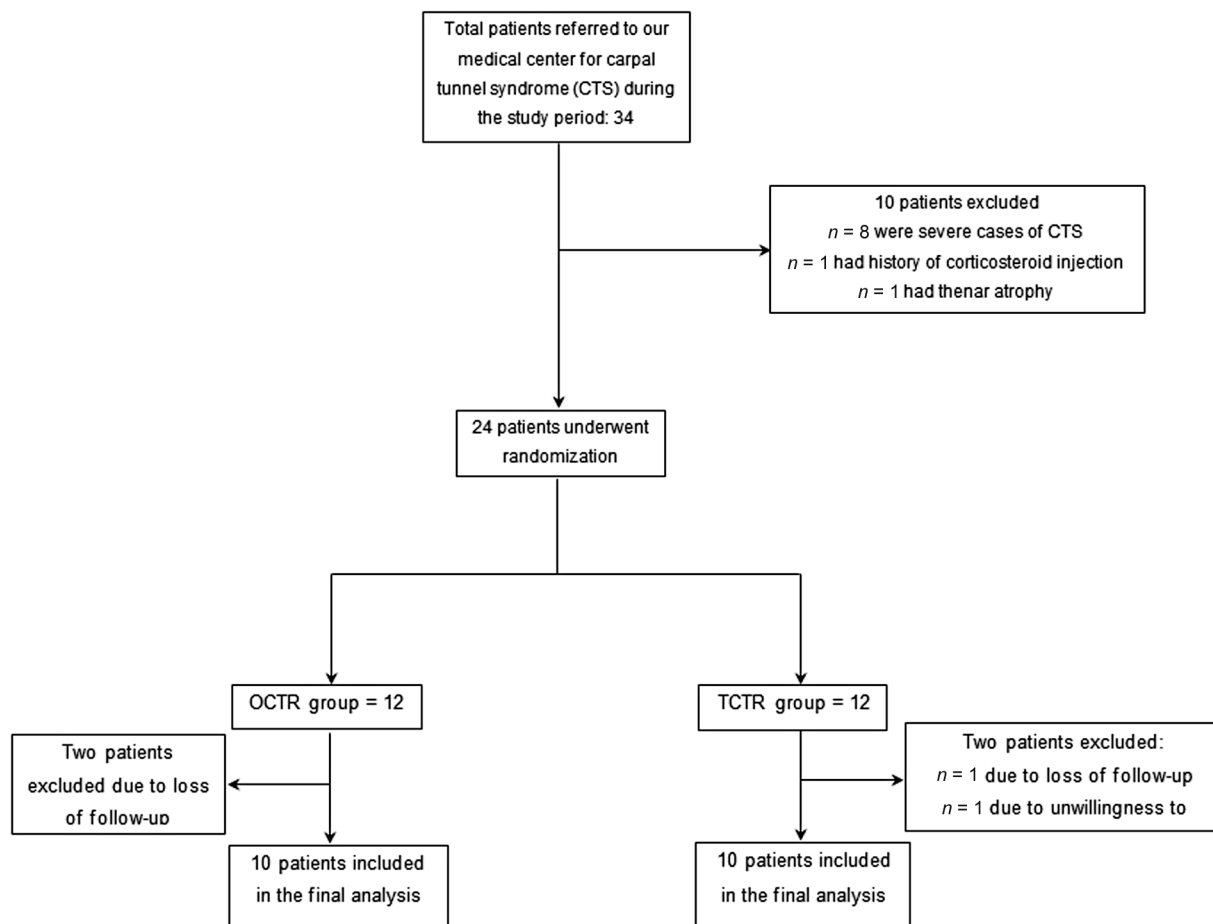 Total patients referred to our
medical center for carpal
tunnel syndrome (CTS) during
the study period: 34
10 patients excluded
n = 8 were severe cases of CTS
n = 1 had history of corticosteroid injection
n = 1 had thenar atrophy
24 patients underwent
randomization
OCTR group = 12
TCTR group = 12
Two patients
excluded due to loss
of follow-up
Two patients excluded:
n = 1 due to loss of follow-up
n = 1 due to unwillingness to
10 patients included
in the final analysis
10 patients included
in the final analysis